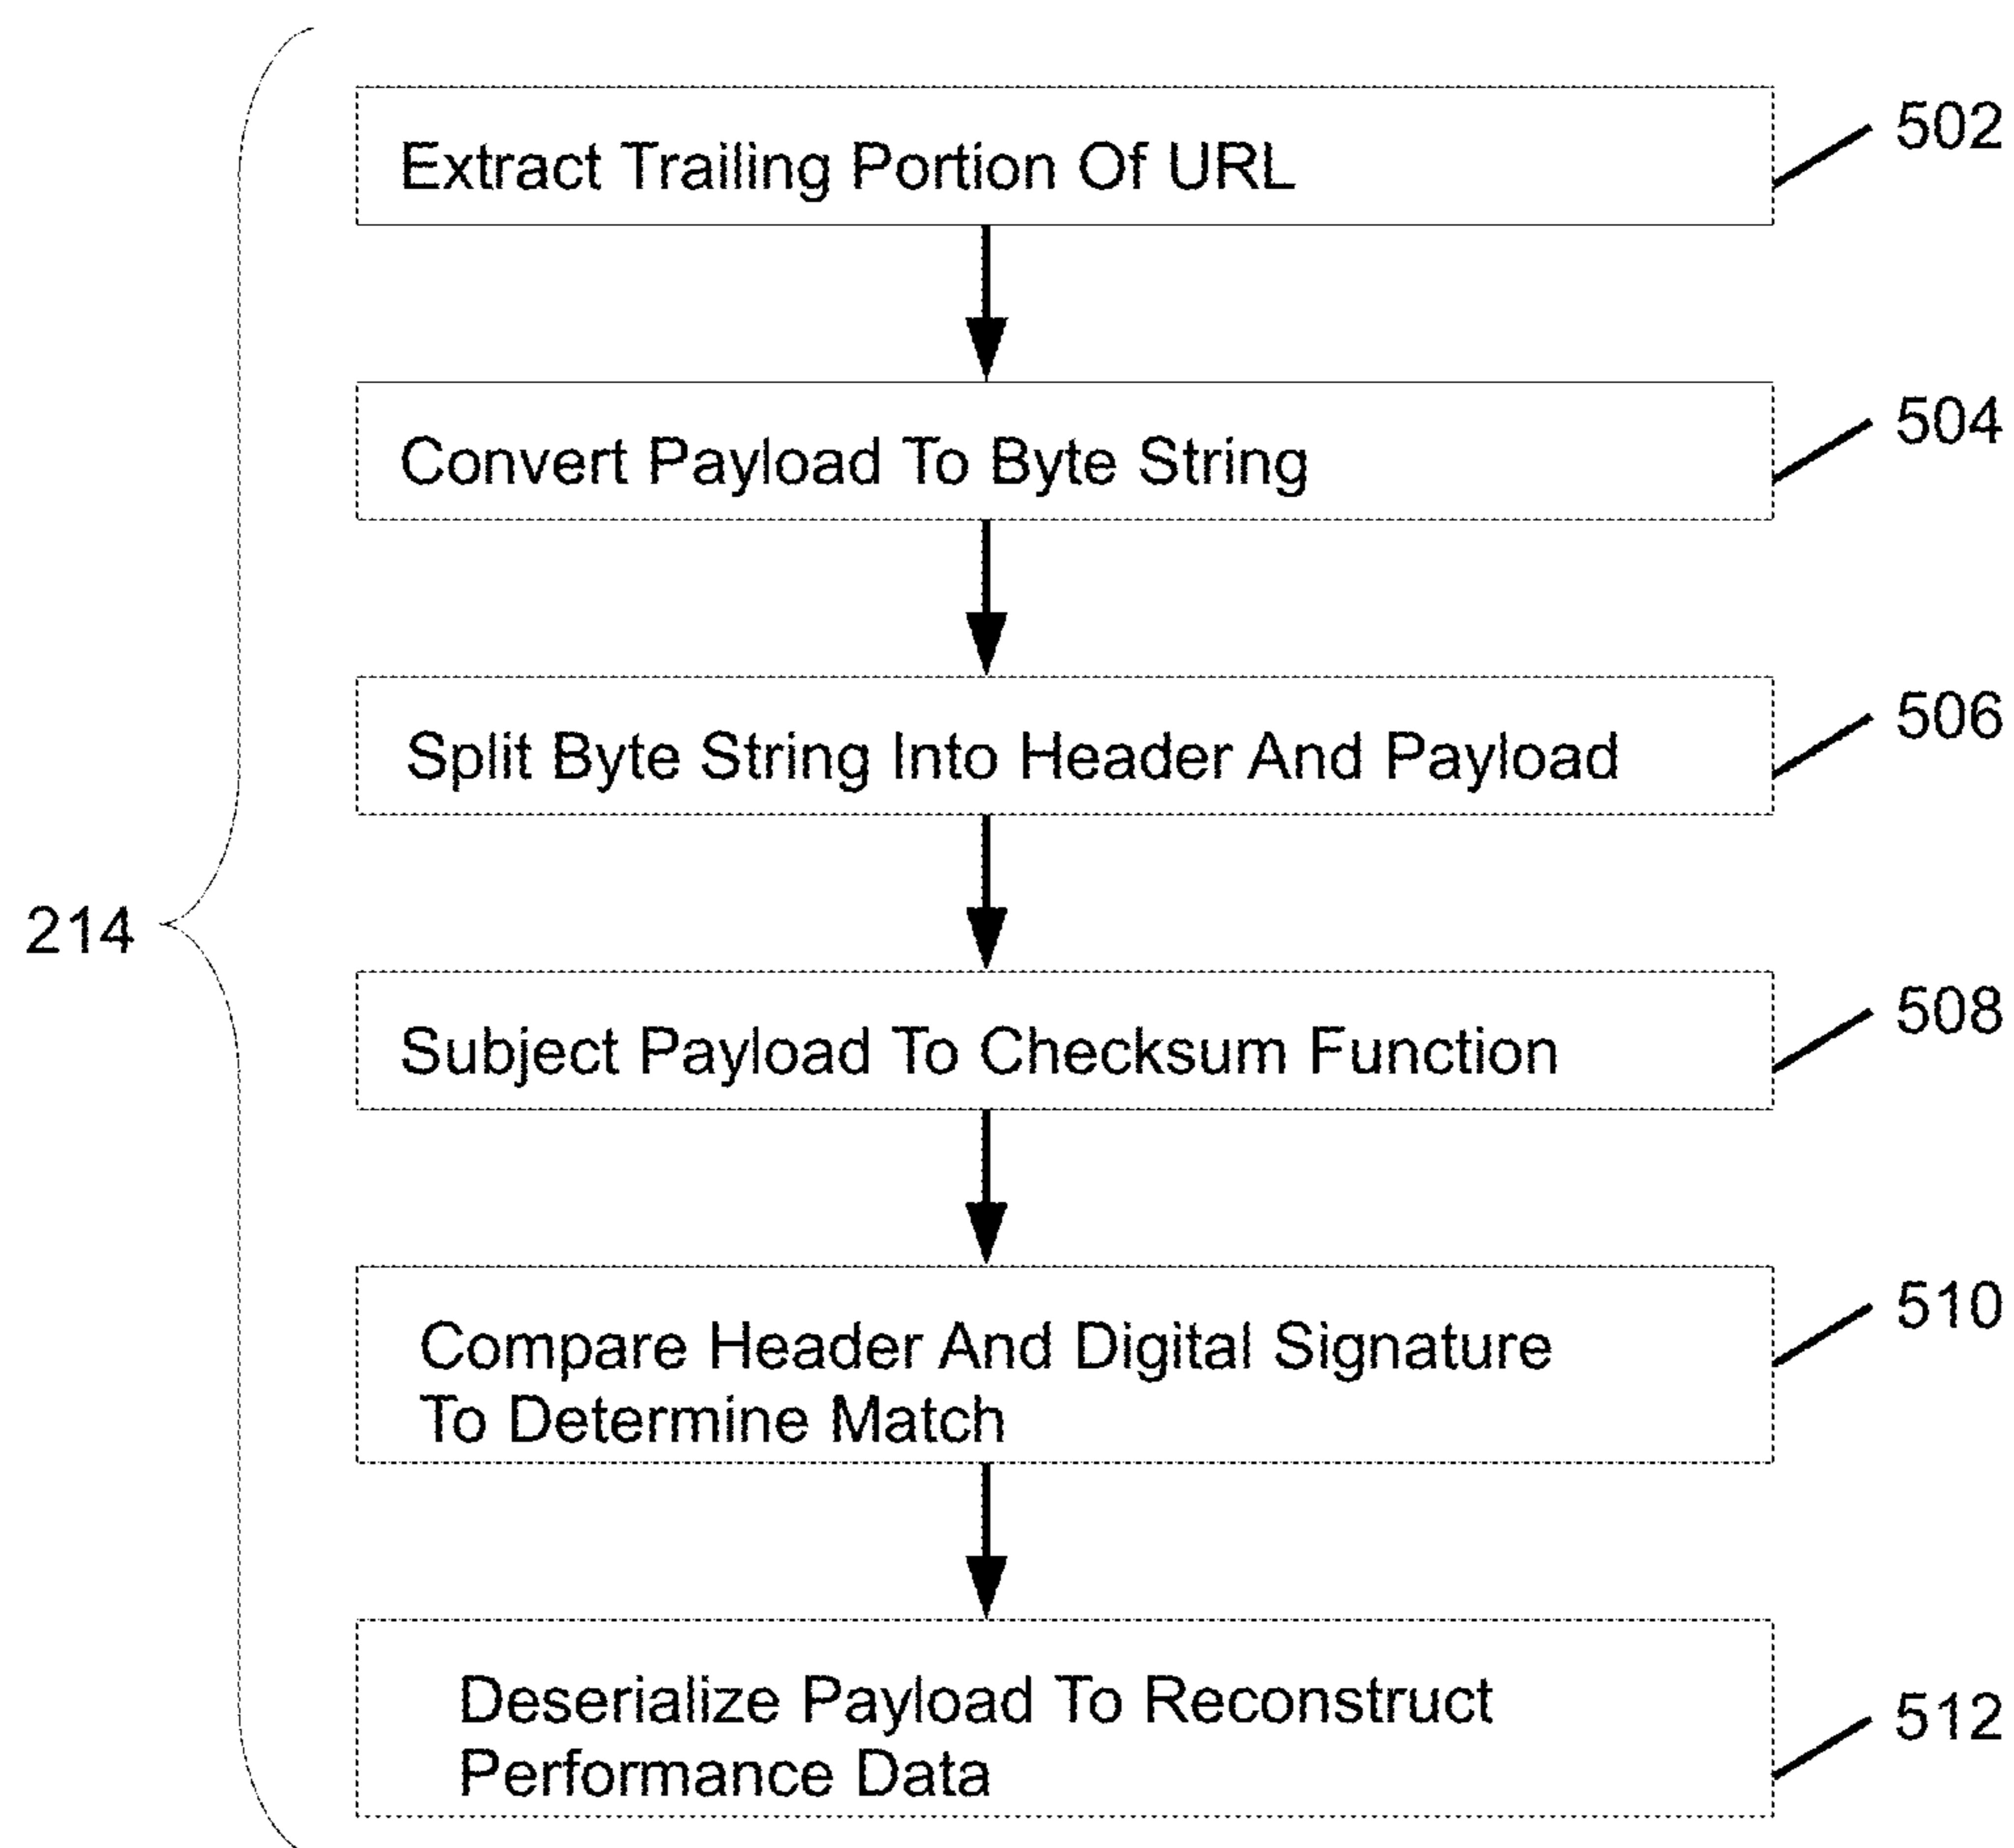 Extract Trailing Portion Of URL
502
Convert Payload To Byte String
504
Split Byte String Into Header And Payload
506
214
Subject Payload To Checksum Function
508
Compare Header And Digital Signature
To Determine Match
510
Deserialize Payload To Reconstruct
Performance Data
512